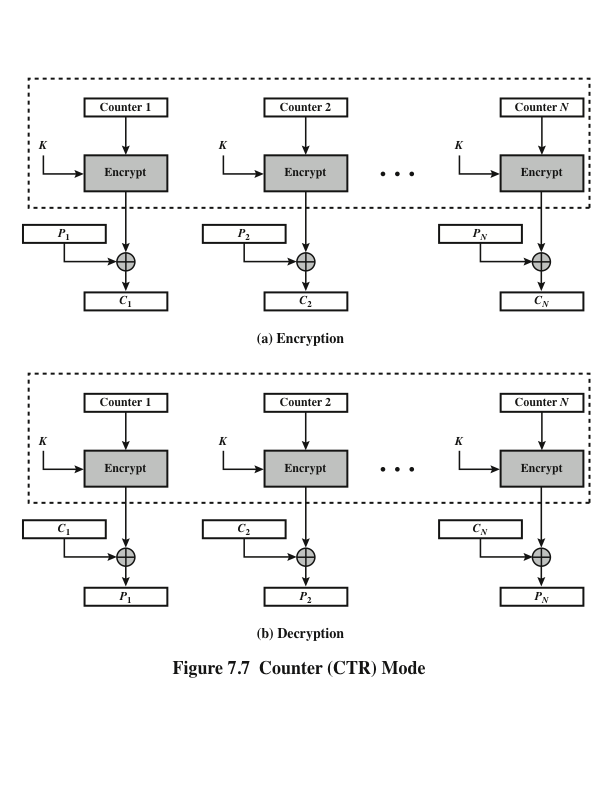 Counter 1 Counter 2 Counter N
K K K
Encrypt Encrypt • • • Encrypt
P1 P2 PN
C1 C2 CN
(a) Encryption
Counter 1 Counter 2 Counter N
K K K
Encrypt Encrypt • • • Encrypt
C1 C2 CN
P1 P2 PN
(b) Decryption
Figure 7.7 Counter (CTR) Mode